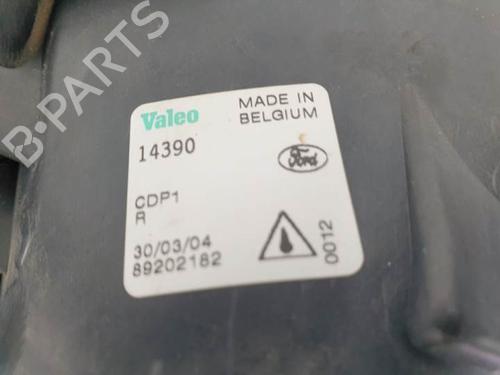 Valeo
MADE IN
BELGIUM
14390
Ford
CDP1
R
30/03/04
89202182
0012
B-PARTS